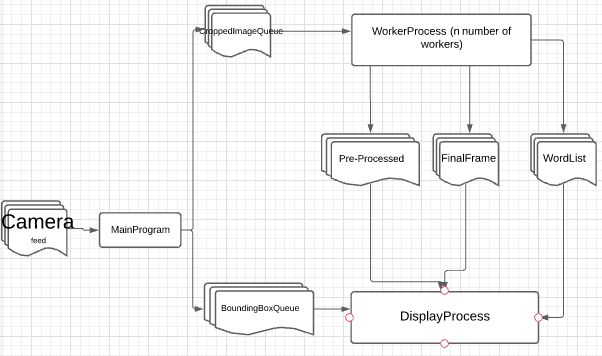 CroppedImageQueue
WorkerProcess (n number of
workers)
Pre-Processed
FinalFrame
WordList
Camera
feed
MainProgram
BoundingBoxQueue
DisplayProcess